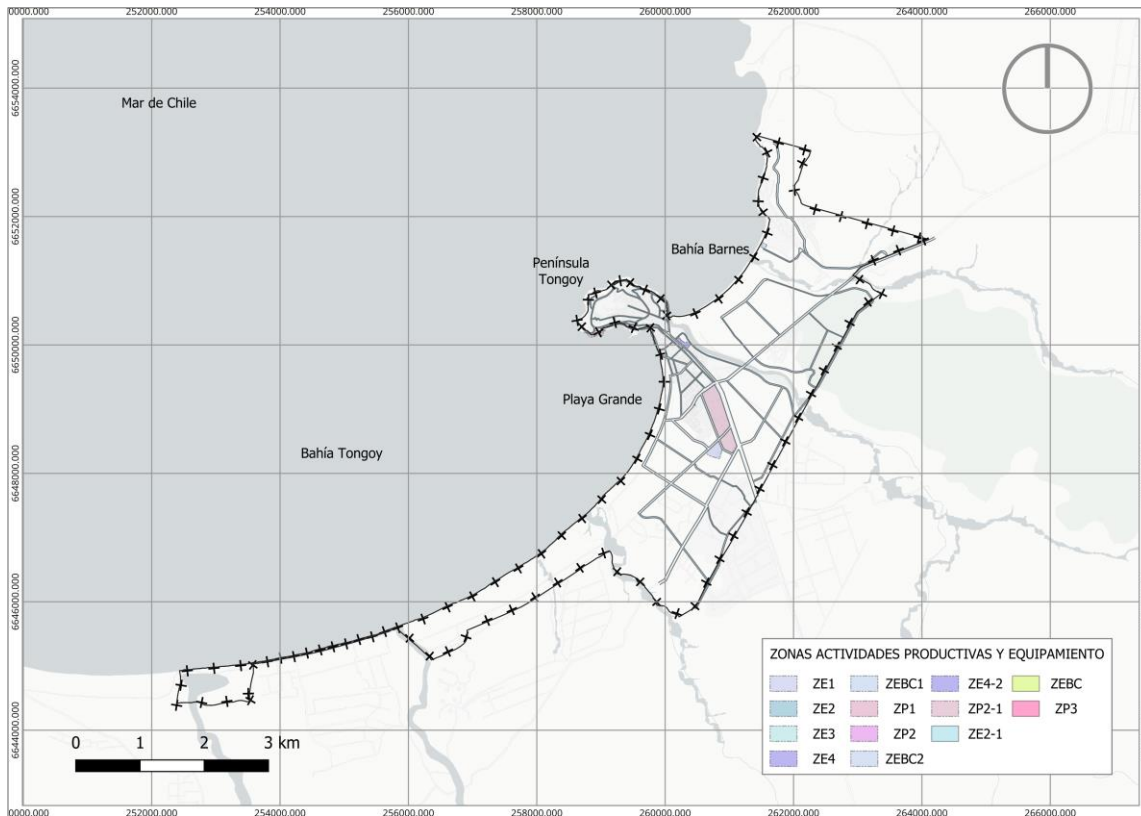 0000.000 252000.000 254000.000 256000.000 258000.000 260000.000 262000.000 264000.000 266000.000
6654000.000
6652000.000
6650000.000
6648000.000
6646000.000
6644000.000
Mar de Chile
Bahía Barnes
Península
Tongoy
Playa Grande
Bahía Tongoy
ZONAS ACTIVIDADES PRODUCTIVAS Y EQUIPAMIENTO
ZE1 ZEBC1 ZE4-2 ZEBC
ZE2 ZP1 ZP2-1 ZP3
ZE3 ZP2 ZE2-1
ZE4 ZEBC2
0 1 2 3 km
0000.000 252000.000 254000.000 256000.000 258000.000 260000.000 262000.000 264000.000 266000.000